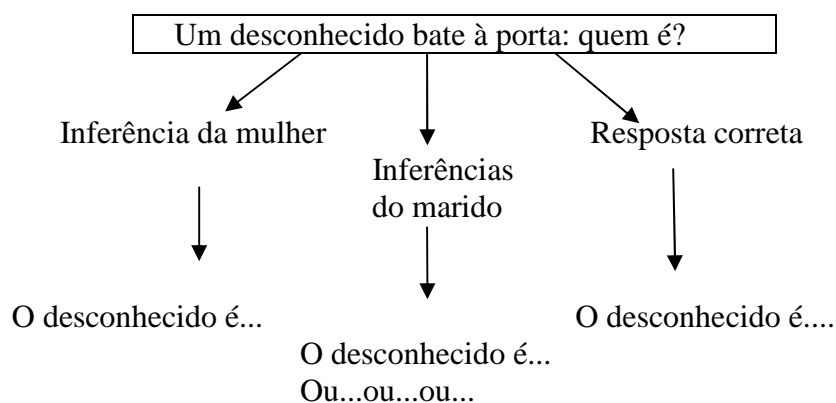 Um desconhecido bate à porta: quem é?
Inferência da mulher
Inferências
do marido
Resposta correta
O desconhecido é...
O desconhecido é...
Ou...ou...ou...
O desconhecido é....